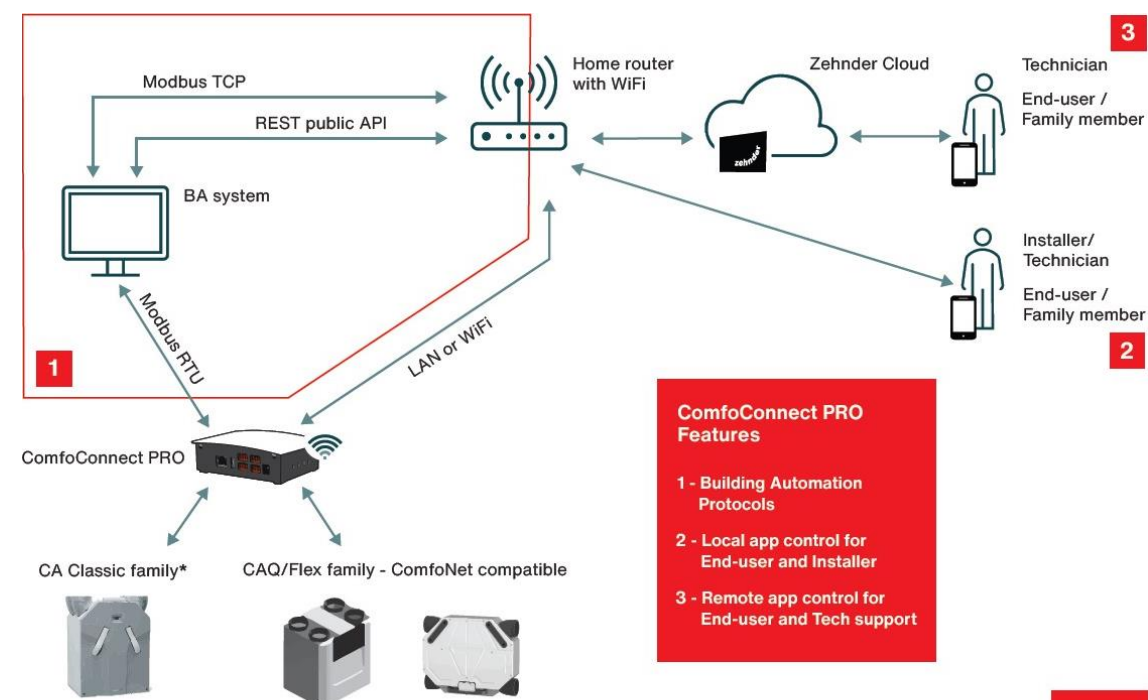 3
Modbus TCP
Home router
with WiFi
Zehnder Cloud
Technician
End-user /
Family member
REST public API
zehnder
BA system
Installer/
Technician
End-user /
Family member
2
Modbus RTU
LAN or WiFi
1
ComfoConnect PRO
ComfoConnect PRO
Features
1 - Building Automation
Protocols
2 - Local app control for
End-user and Installer
3 - Remote app control for
End-user and Tech support
CA Classic family*
CAQ/Flex family - ComfoNet compatible